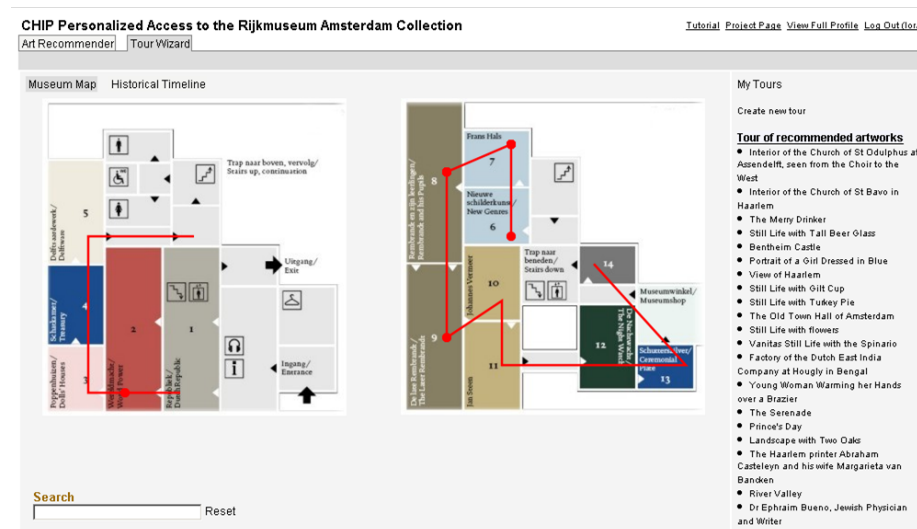 CHIP Personalized Access to the Rijkmuseum Amsterdam Collection
Tutorial Project Page View Full Profile Log Out
Art Recommender Tour Wizard
Museum Map Historical Timeline
Trap naar boven, vervolg/
Stairs up, continuation
5
Delftsaardewerk/
Delftware
4
Schatkamer/
Treasury
3
Poppenhuizen/
Dolls' Houses
2
World Power
1
Republiek/
Dutch Republic
Uitgang/
Exit
i
Ingang/
Entrance
Frans Hals
7
8
Rembrandt en zijn leerlingen/
Rembrandt and his Pupils
Nieuwe
schilderkunst/
New Genres
6
Trap naar
beneden/
Stairs down
14
Johannes Vermeer
10
Museumwinkel/
Museumshop
De late Rembrandt/
The Later Rembrandt
9
Jan Steen
11
De Nachtwacht/
The Night Watch
12
Ceremonial
Plate
13
Search
Reset
My Tours
Create new tour
Tour of recommended artworks
Interior of the Church of St Odulphus at
Assendelft, seen from the Choir to the
West
Interior of the Church of St Bavo in
Haarlem
The Merry Drinker
Still Life with Tall Beer Glass
Bentheim Castle
Portrait of a Girl Dressed in Blue
View of Haarlem
Still Life with Gilt Cup
Still Life with Turkey Pie
The Old Town Hall of Amsterdam
Still Life with flowers
Vanitas Still Life with the Spinario
Factory of the Dutch East India
Company at Hougly in Bengal
Young Woman Warming her Hands
over a Brazier
The Serenade
Prince's Day
Landscape with Two Oaks
The Haarlem printer Abraham
Casteleyn and his wife Margarieta van
Bancken
River Valley
Dr Ephraim Bueno, Jewish Physician
and Writer